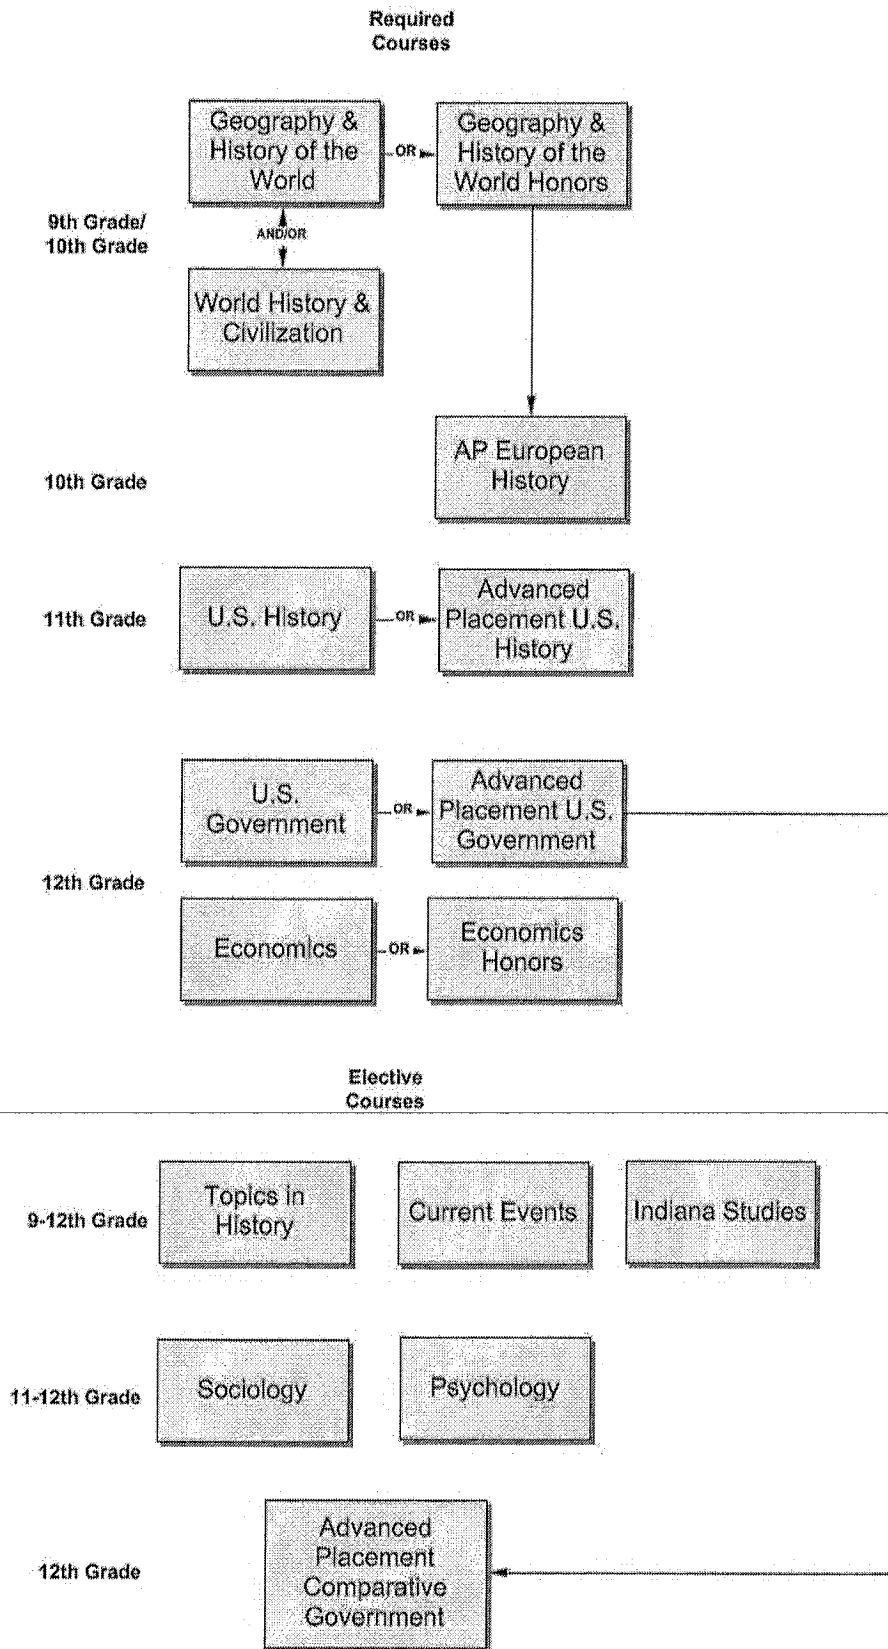 Required
Courses
Geography &
History of the
World
OR
Geography &
History of the
World Honors
9th Grade/
10th Grade
AND/OR
World History &
Civilization
AP European
History
10th Grade
11th Grade
U.S. History
OR
Advanced
Placement U.S.
History
U.S.
Government
OR
Advanced
Placement U.S.
Government
12th Grade
Economics
OR
Economics
Honors
Elective
Courses
9-12th Grade
Topics in
History
Current Events
Indiana Studies
11-12th Grade
Sociology
Psychology
12th Grade
Advanced
Placement
Comparative
Government